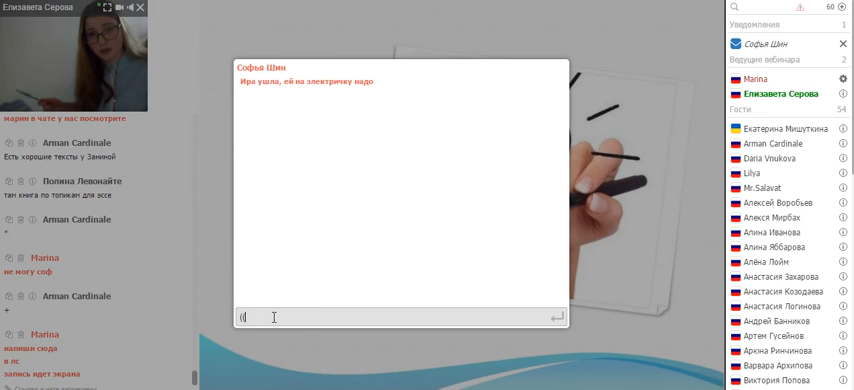 Елизавета Серова
марин в чате у нас посмотрите
Arman Cardinale
Есть хорошие тексты у Заниной
Полина Левонайте
там книга по топикам для эссе
Arman Cardinale
"
Marina
не могу соф
Arman Cardinale
+
Marina
напиши сюда
в лс
запись идет экрана
Софья Шин
Ира ушла, ей на электричку надо
((
60
Уведомления 1
Софья Шин
Ведущие вебинара 2
Marina
Елизавета Серова
Гости 54
Екатерина Мишуткина
Arman Cardinale
Daria Vnukova
Lilya
Mr.Salavat
Алексей Воробьев
Алекся Мирбах
Алина Иванова
Алина Яббарова
Алёна Лойм
Анастасия Захарова
Анастасия Козодаева
Анастасия Логинова
Андрей Банников
Артем Гусейнов
Арюна Ринчинова
Варвара Архипова
Виктория Попова